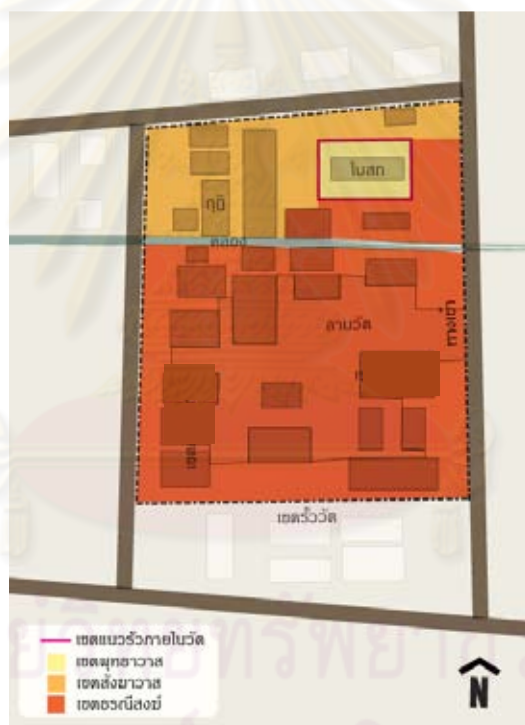 โบสถ
กุฏิ
คลอง
ลานวัด
ทางเขา
เขตรั้ววัด
เขตแนวรั้วภายในวัด
เขตพุทธาวาส
เขตสังฆาวาส
เขตธรณีสงฆ์
N